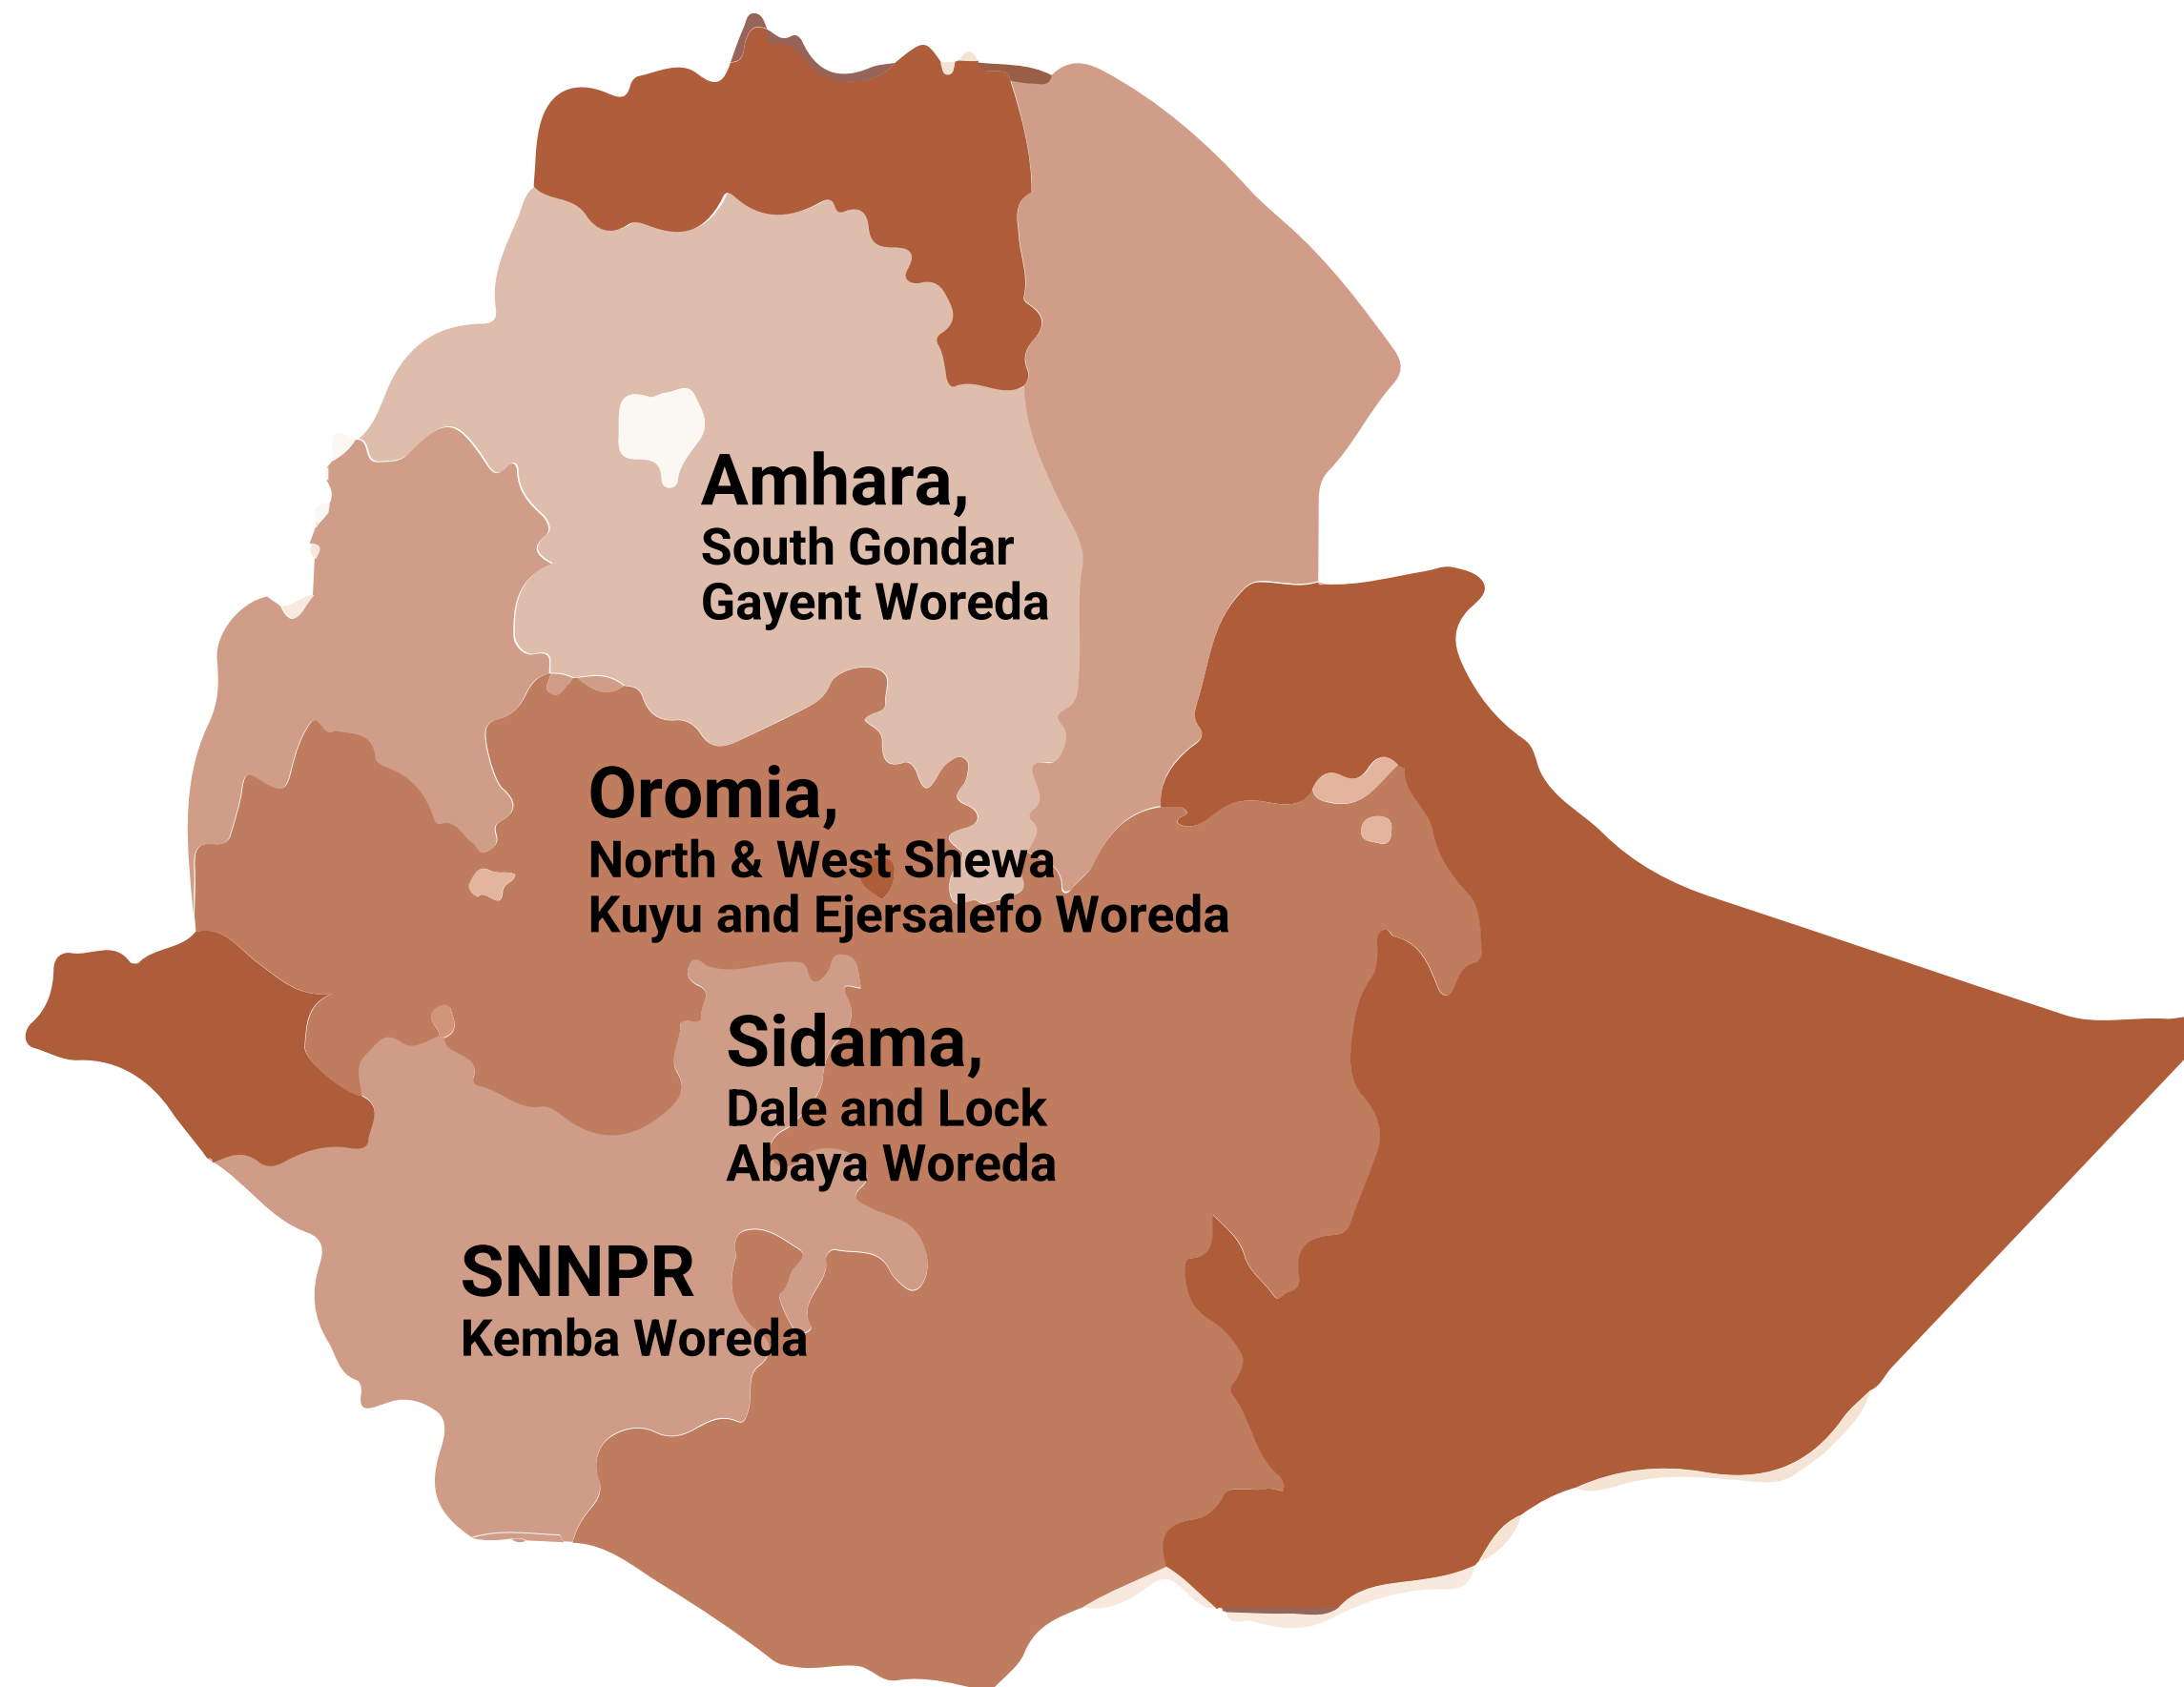 Amhara,
South Gondar
Gayent Woreda
Oromia,
North & West Shewa
Kuyu and Ejersalefo Woreda
Sidama,
Dale and Lock
Abaya Woreda
SNNPR
Kemba Woreda